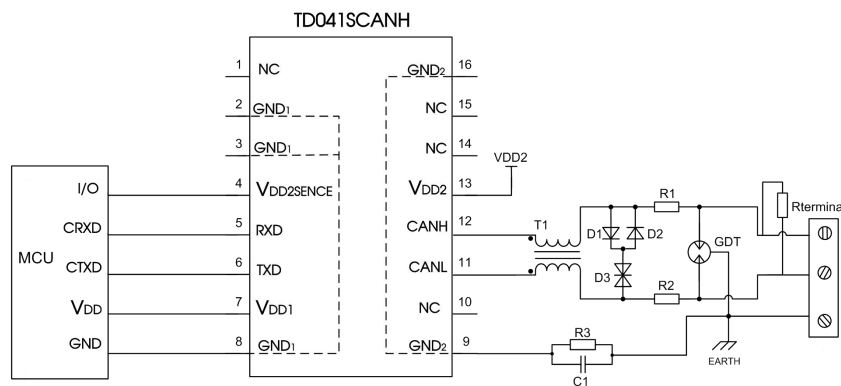 TD041SCANH
1 NC
2 GND1
3 GND1
4 VDD2SENCE
5 RXD
6 TXD
7 VDD1
8 GND1
GND2 16
NC 15
NC 14
VDD2 13
CANH 12
CANL 11
NC 10
GND2 9
MCU
I/O
CRXD
CTXD
VDD
GND
VDD2
T1
D1
D2
D3
R1
R2
GDT
Rtermina
R3
C1
EARTH